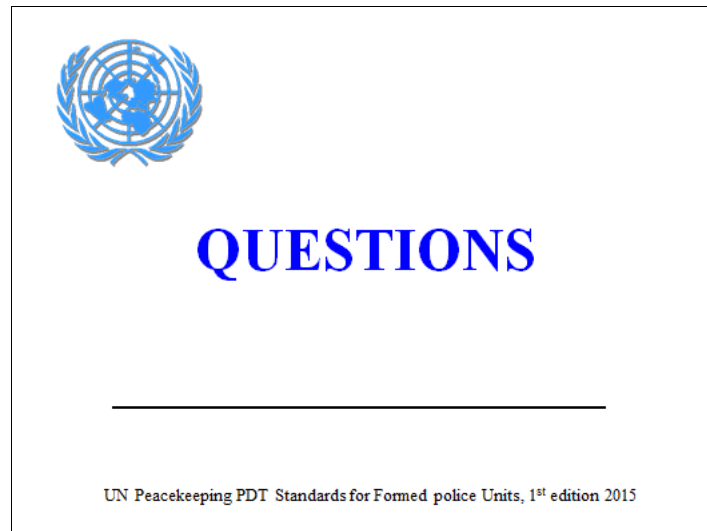 QUESTIONS
UN Peacekeeping PDT Standards for Formed police Units, 1st edition 2015